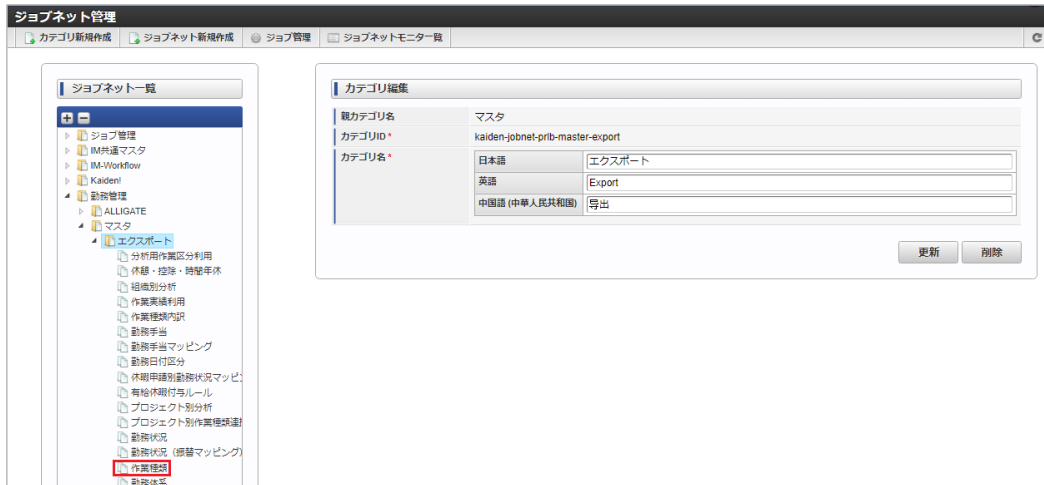 ジョブネット管理
カテゴリ新規作成 ジョブネット新規作成 ジョブ管理 ジョブネットモニター覧
ジョブネット一覧
ジョブ管理
IM共通マスタ
IM-Workflow
Kaiden!
勤務管理
ALLIGATE
マスタ
エクスポート
分析用作業区分利用
休憩・控除・時間年休
組織別分析
作業実績利用
作業種類内訳
勤務手当
勤務手当マッピング
勤務日付区分
休暇申請別勤務状況マッピ
有給休暇付与ルール
プロジェクト別分析
プロジェクト別作業種類連
勤務状況
勤務状況（振替マッピング）
作業種類
勤務体系
カテゴリ編集
親カテゴリ名 マスタ
カテゴリID* kaiden-jobnet-prlb-master-export
カテゴリ名* 日本語 エクスポート
英語 Export
中国語 (中華人民共和国) 导出
更新 削除